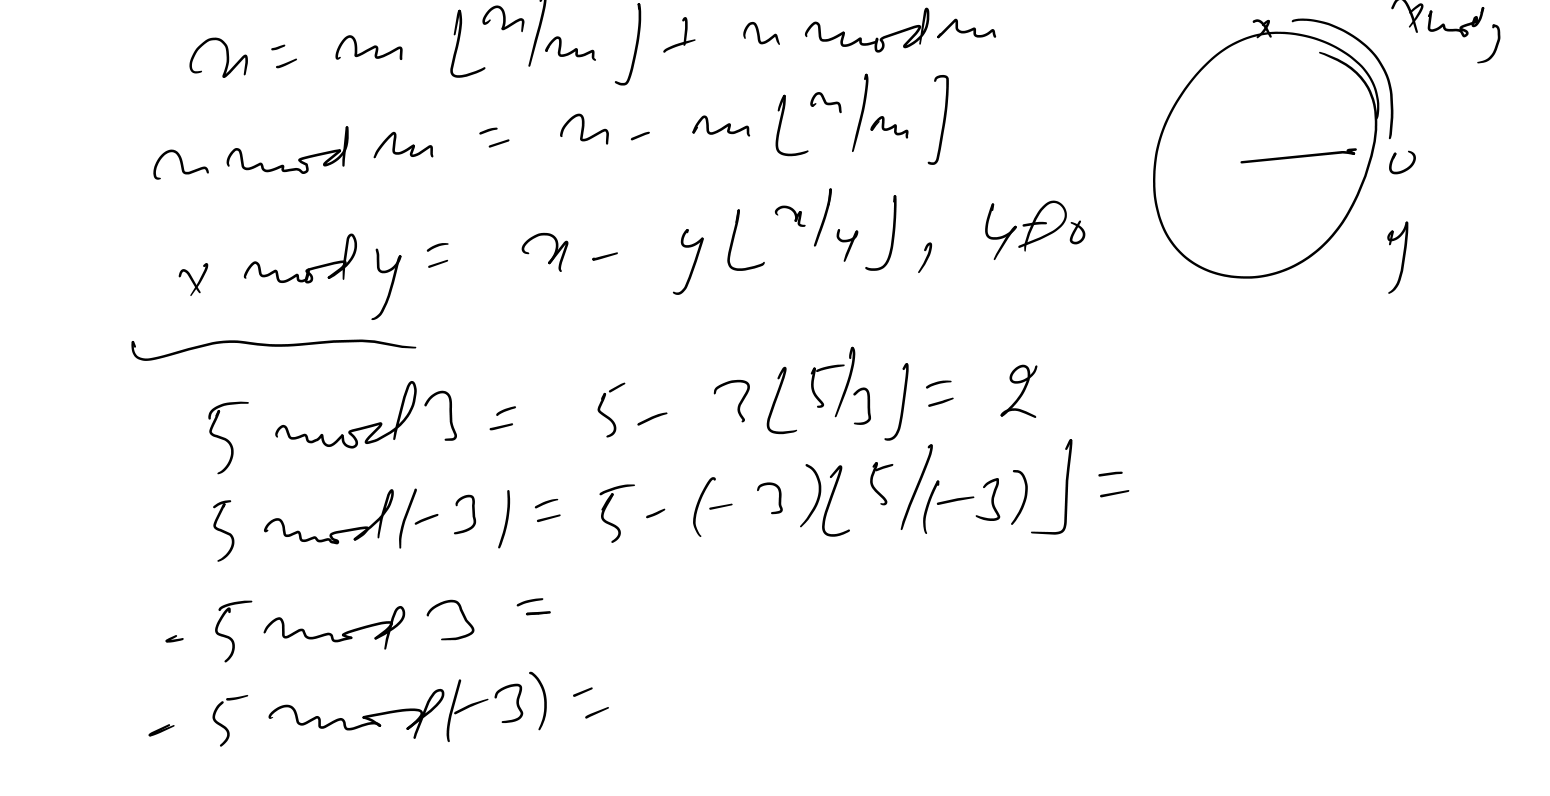 n = m ⌊n/m⌋ + n mod m
x mod y
n mod m = n - m ⌊n/m⌋
0
x
x mod y = x - y ⌊x/y⌋, y≠0
y
5 mod 3 = 5 - 3 ⌊5/3⌋ = 2
5 mod (-3) = 5 - (-3) ⌊5/(-3)⌋ =
-5 mod 3 =
-5 mod (-3) =